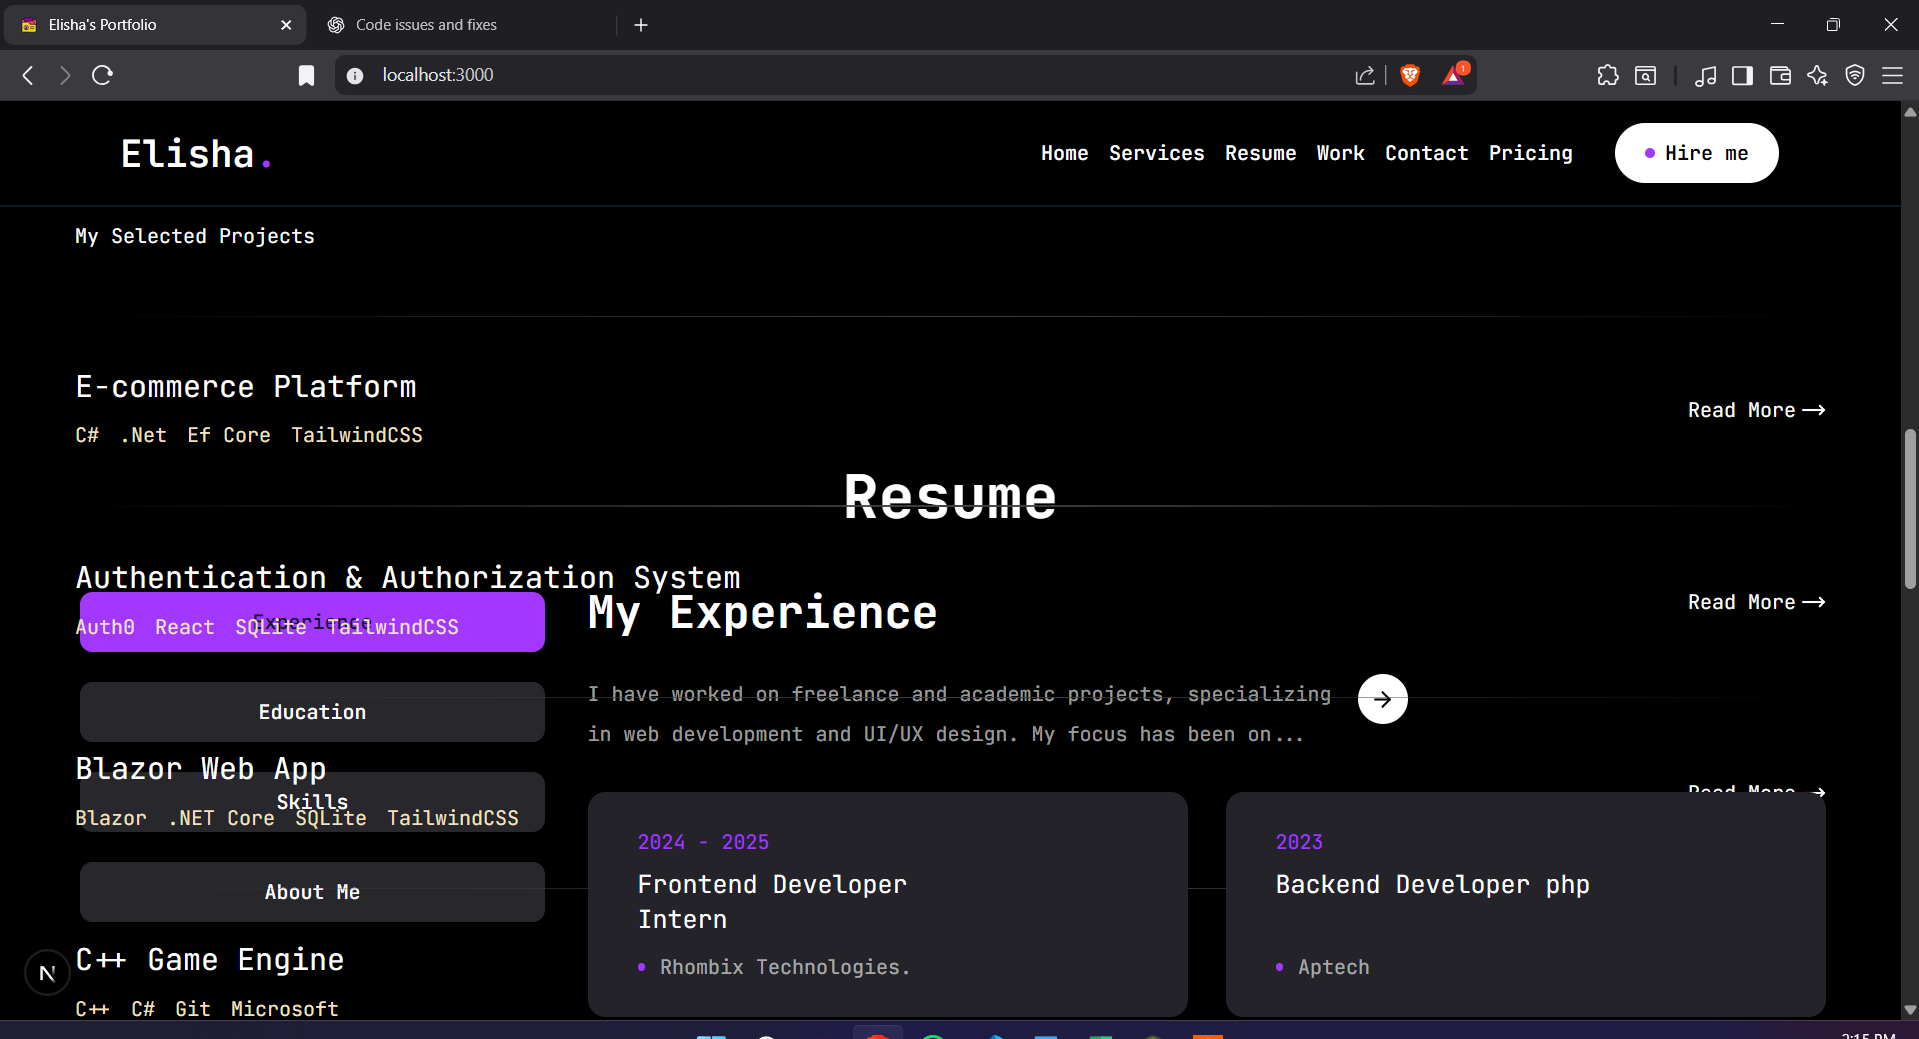 Elisha's Portfolio
Code issues and fixes
localhost:3000
1
Elisha.
Home Services Resume Work Contact Pricing
Hire me
My Selected Projects
E-commerce Platform
Read More
C# .Net Ef Core TailwindCSS
Resume
Authentication & Authorization System
Read More
My Experience
Experience
Auth0 React SQLite TailwindCSS
I have worked on freelance and academic projects, specializing
in web development and UI/UX design. My focus has been on...
Education
Blazor Web App
Read More
Skills
Blazor .NET Core SQLite TailwindCSS
2024 - 2025
Frontend Developer
Intern
Rhombix Technologies.
2023
Backend Developer php
Aptech
About Me
C++ Game Engine
N
C++ C# Git Microsoft
2:15 PM